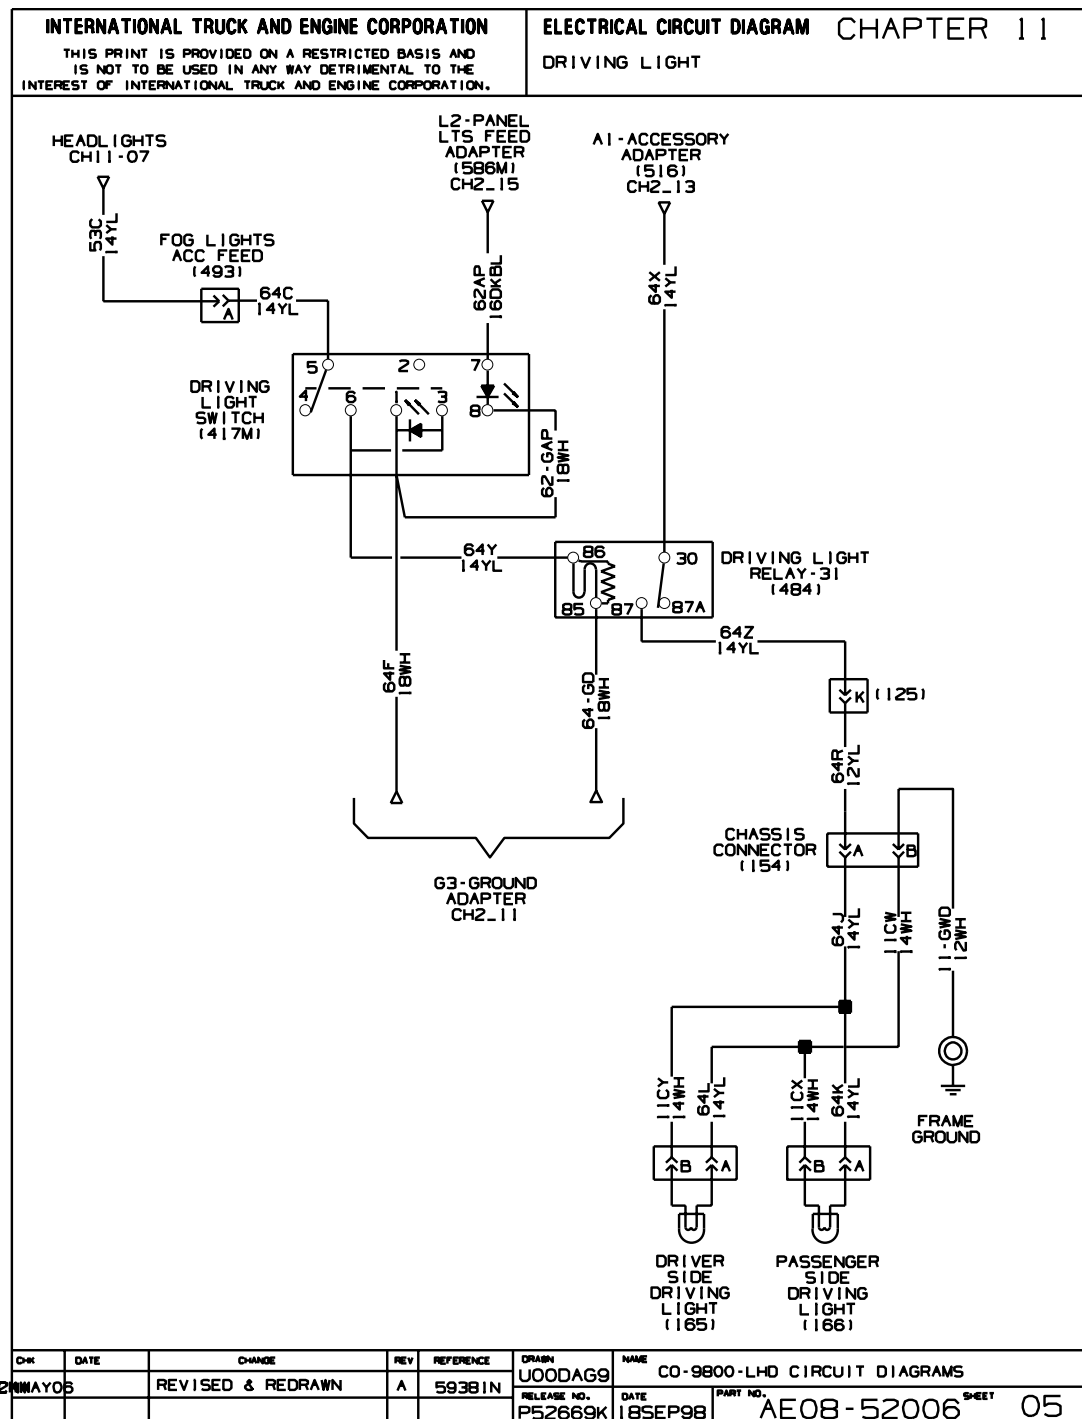 INTERNATIONAL TRUCK AND ENGINE CORPORATION
THIS PRINT IS PROVIDED ON A RESTRICTED BASIS AND
IS NOT TO BE USED IN ANY WAY DETRIMENTAL TO THE
INTEREST OF INTERNATIONAL TRUCK AND ENGINE CORPORATION.
ELECTRICAL CIRCUIT DIAGRAM CHAPTER 11
DRIVING LIGHT
HEADLIGHTS
CH11-07
L2-PANEL
LTS FEED
ADAPTER
(586M)
CH2_15
A1-ACCESSORY
ADAPTER
(516)
CH2_13
53C
14YL
FOG LIGHTS
ACC FEED
(493)
A
64C
14YL
62AP
16DKBL
64X
14YL
DRIVING
LIGHT
SWITCH
(417M)
5
2
7
4
6
1
3
8
62-GAP
18WH
64Y
14YL
86
30
85
87
87A
DRIVING LIGHT
RELAY-31
(484)
64Z
14YL
64F
18WH
64-GD
18WH
K
(125)
64R
12YL
G3-GROUND
ADAPTER
CH2_11
CHASSIS
CONNECTOR
(154)
A
B
64J
14YL
11CW
14WH
11-GWD
12WH
11CY
14WH
64L
14YL
11CX
14WH
64K
14YL
FRAME
GROUND
B
A
B
A
DRIVER
SIDE
DRIVING
LIGHT
(165)
PASSENGER
SIDE
DRIVING
LIGHT
(166)
CHK
DATE
CHANGE
REV
REFERENCE
MAY06
REVISED & REDRAWN
A
59381N
DRAWN
U00DAG9
NAME
CO-9800-LHD CIRCUIT DIAGRAMS
RELEASE NO.
P52669K
DATE
18SEP98
PART NO.
AE08-52006
SHEET
05